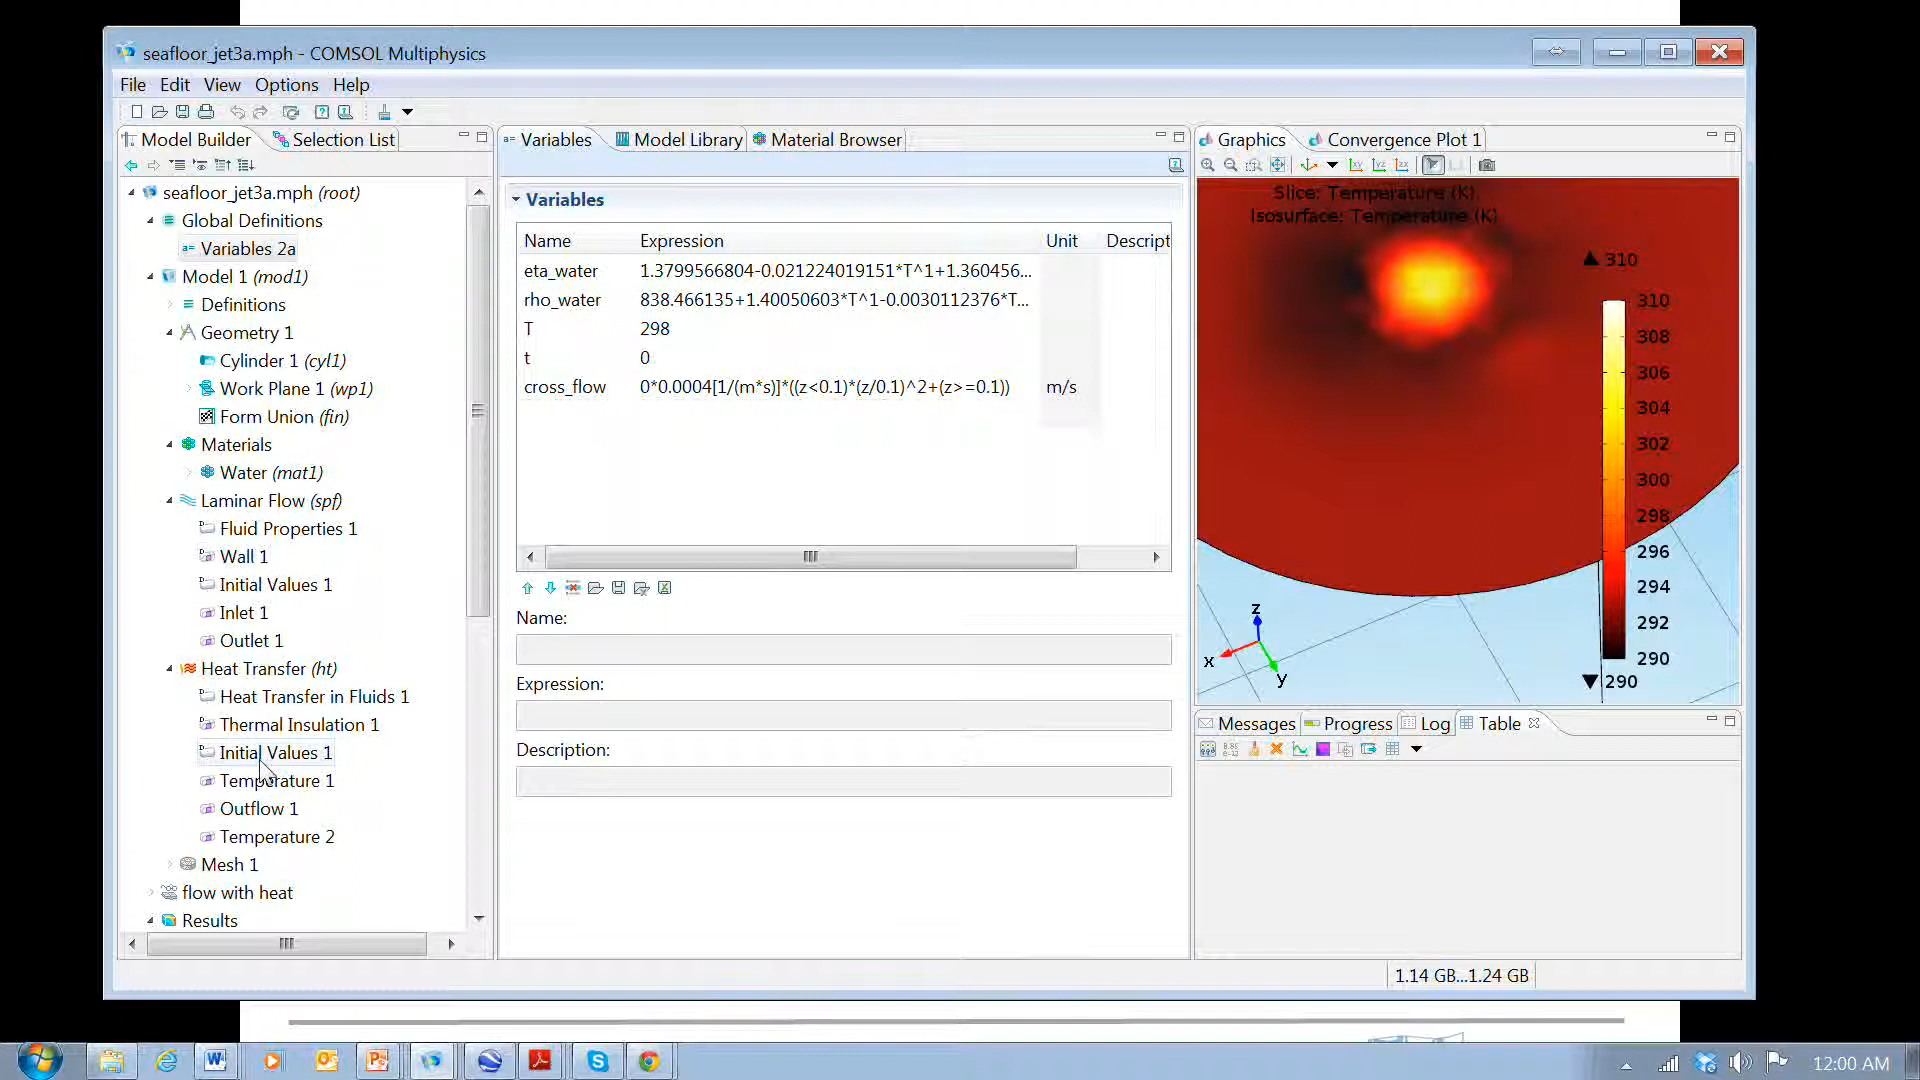 seafloor_jet3a.mph - COMSOL Multiphysics
File Edit View Options Help
Model Builder Selection List
seafloor_jet3a.mph (root)
Global Definitions
Variables 2a
Model 1 (mod1)
Definitions
Geometry 1
Cylinder 1 (cyl1)
Work Plane 1 (wp1)
Form Union (fin)
Materials
Water (mat1)
Laminar Flow (spf)
Fluid Properties 1
Wall 1
Initial Values 1
Inlet 1
Outlet 1
Heat Transfer (ht)
Heat Transfer in Fluids 1
Thermal Insulation 1
Initial Values 1
Temperature 1
Outflow 1
Temperature 2
Mesh 1
flow with heat
Results
Variables Model Library Material Browser
Variables
Name Expression Unit Descript
eta_water 1.3799566804-0.021224019151*T^1+1.360456...
rho_water 838.466135+1.40050603*T^1-0.0030112376*T...
T 298
t 0
cross_flow 0*0.0004[1/(m*s)]*((z<0.1)*(z/0.1)^2+(z>=0.1)) m/s
Name:
Expression:
Description:
Graphics Convergence Plot 1
Slice: Temperature (K)
Isosurface: Temperature (K)
310
310
308
306
304
302
300
298
296
294
292
290
290
z
x
y
Messages Progress Log Table
1.14 GB...1.24 GB
12:00 AM